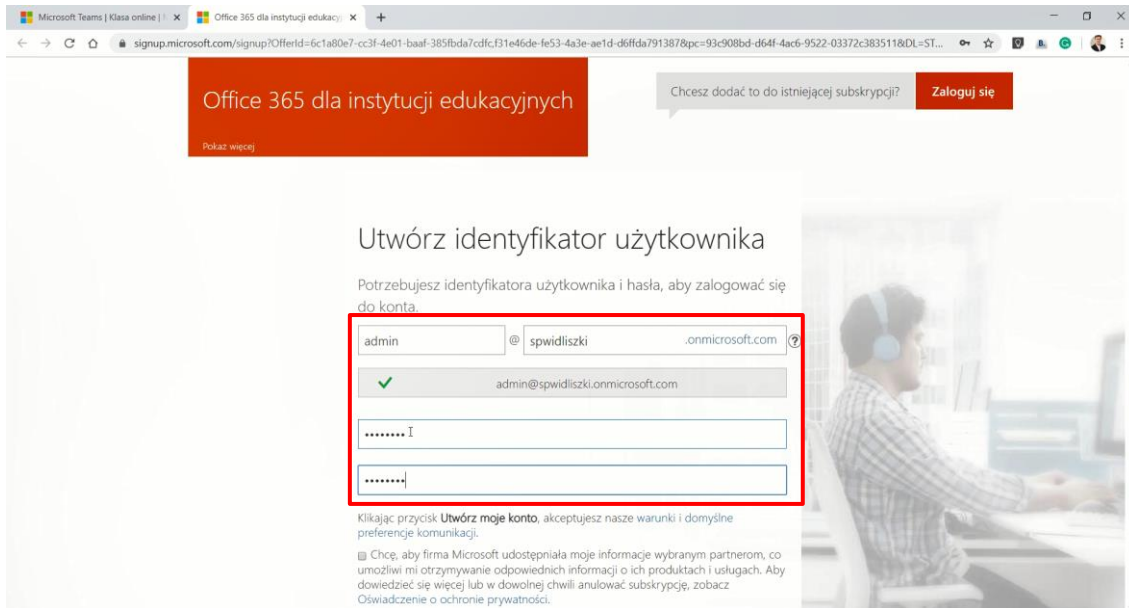 Microsoft Teams | Klasa online |
Office 365 dla instytucji edukacyj
signup.microsoft.com/signup?OfferId=6c1a80e7-cc3f-4e01-baaf-385fbda7cdfc,f31e46de-fe53-4a3e-ae1d-d6ffda791387&pc=93c908bd-d64f-4ac6-9522-03372c383511&DL=ST...
Office 365 dla instytucji edukacyjnych
Pokaż więcej
Chcesz dodać to do istniejącej subskrypcji?
Zaloguj się
Utwórz identyfikator użytkownika
Potrzebujesz identyfikatora użytkownika i hasła, aby zalogować się
do konta.
admin @ spwidliszki .onmicrosoft.com
admin@spwidliszki.onmicrosoft.com
••••••••
••••••••
Klikając przycisk Utwórz moje konto, akceptujesz nasze warunki i domyślne
preferencje komunikacji.
Chcę, aby firma Microsoft udostępniała moje informacje wybranym partnerom, co
umożliwi mi otrzymywanie odpowiednich informacji o ich produktach i usługach. Aby
dowiedzieć się więcej lub w dowolnej chwili anulować subskrypcję, zobacz
Oświadczenie o ochronie prywatności.